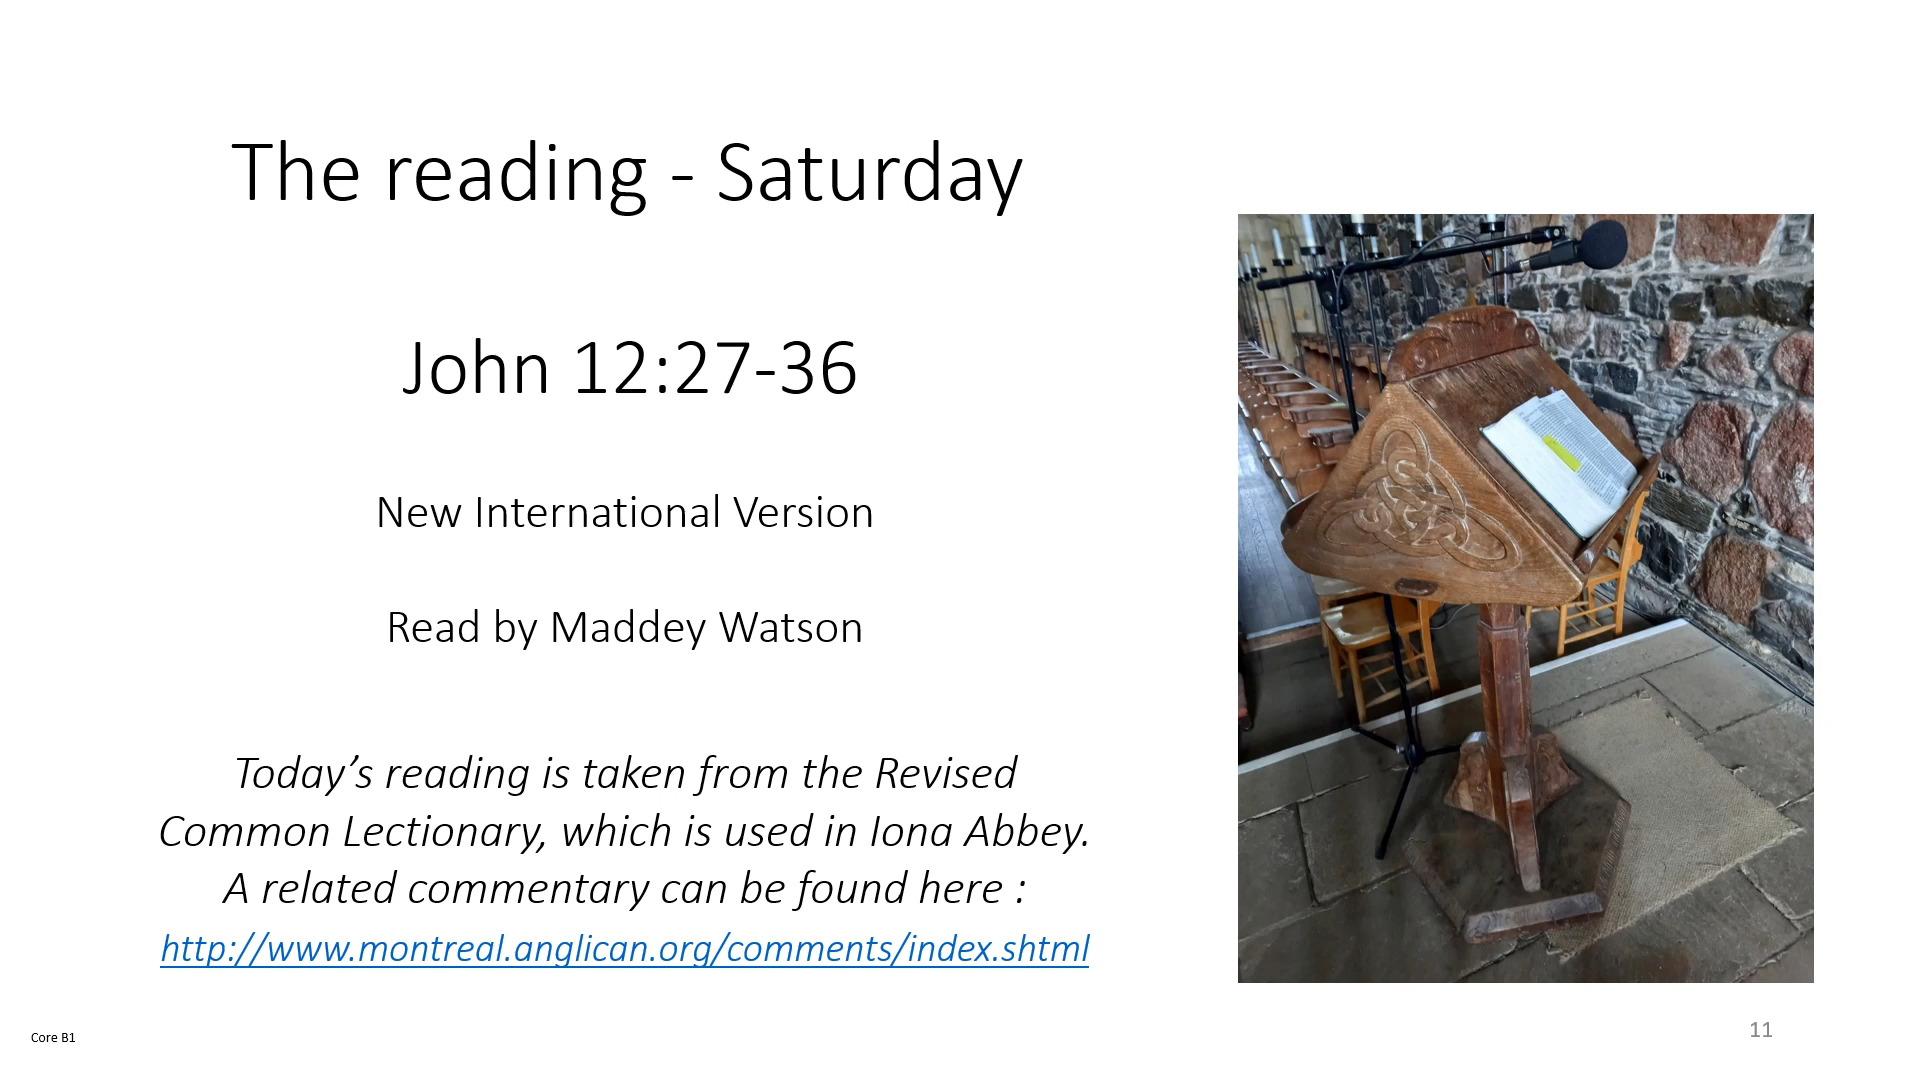 The reading - Saturday
John 12:27-36
New International Version
Read by Maddey Watson
Today’s reading is taken from the Revised
Common Lectionary, which is used in Iona Abbey.
A related commentary can be found here :
http://www.montreal.anglican.org/comments/index.shtml
Core B1
11